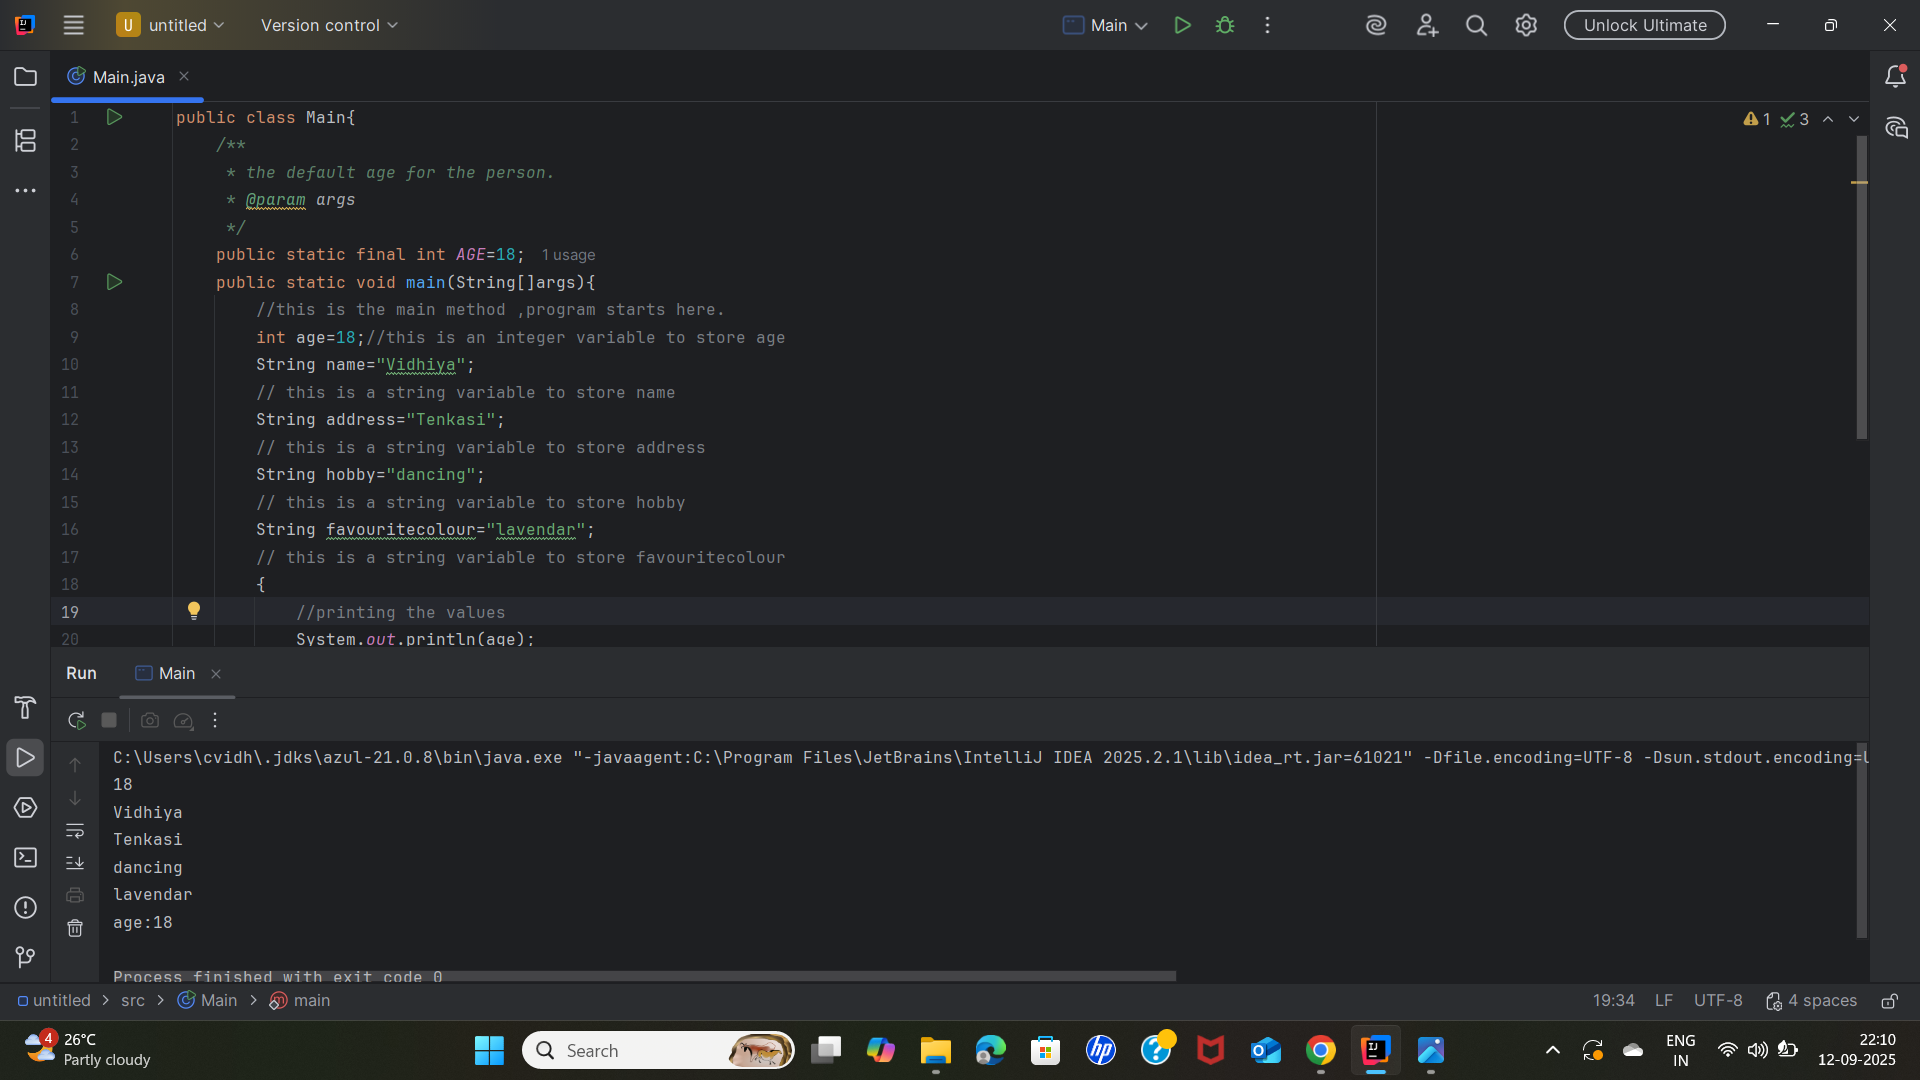 U untitled Version control Main Unlock Ultimate
Main.java
1 public class Main{
2 /**
3 * the default age for the person.
4 * @param args
5 */
6 public static final int AGE=18; 1 usage
7 public static void main(String[]args){
8 //this is the main method ,program starts here.
9 int age=18;//this is an integer variable to store age
10 String name="Vidhiya";
11 // this is a string variable to store name
12 String address="Tenkasi";
13 // this is a string variable to store address
14 String hobby="dancing";
15 // this is a string variable to store hobby
16 String favouritecolour="lavendar";
17 // this is a string variable to store favouritecolour
18 {
19 //printing the values
20 System.out.println(age);
1 3
Run Main
C:\Users\cvidh\.jdks\azul-21.0.8\bin\java.exe "-javaagent:C:\Program Files\JetBrains\IntelliJ IDEA 2025.2.1\lib\idea_rt.jar=61021" -Dfile.encoding=UTF-8 -Dsun.stdout.encoding=U
18
Vidhiya
Tenkasi
dancing
lavendar
age:18
Process finished with exit code 0
untitled > src > Main > main 19:34 LF UTF-8 4 spaces
4 26°C
Partly cloudy
Search
ENG
IN
22:10
12-09-2025